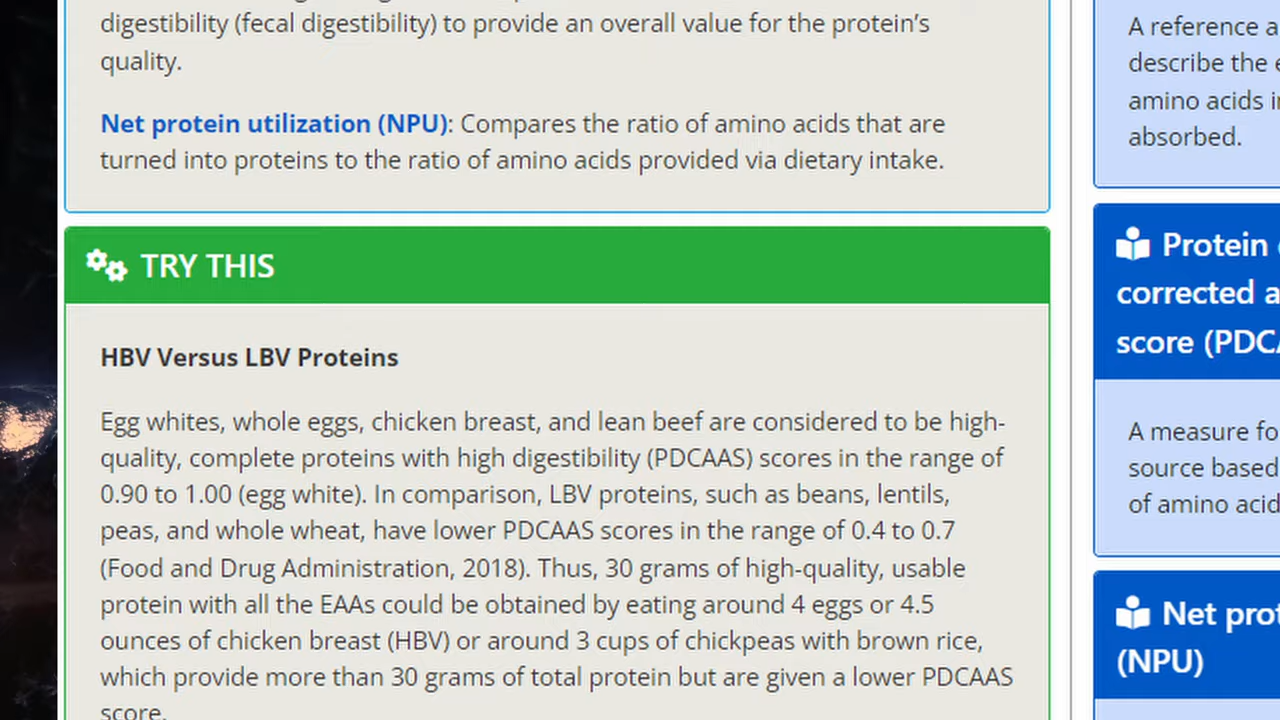 digestibility (fecal digestibility) to provide an overall value for the protein’s
quality.
Net protein utilization (NPU): Compares the ratio of amino acids that are
turned into proteins to the ratio of amino acids provided via dietary intake.
TRY THIS
HBV Versus LBV Proteins
Egg whites, whole eggs, chicken breast, and lean beef are considered to be high-
quality, complete proteins with high digestibility (PDCAAS) scores in the range of
0.90 to 1.00 (egg white). In comparison, LBV proteins, such as beans, lentils,
peas, and whole wheat, have lower PDCAAS scores in the range of 0.4 to 0.7
(Food and Drug Administration, 2018). Thus, 30 grams of high-quality, usable
protein with all the EAAs could be obtained by eating around 4 eggs or 4.5
ounces of chicken breast (HBV) or around 3 cups of chickpeas with brown rice,
which provide more than 30 grams of total protein but are given a lower PDCAAS
score.
A reference a
describe the
amino acids i
absorbed.
Protein
corrected a
score (PDCA
A measure fo
source based
of amino acid
Net prot
(NPU)